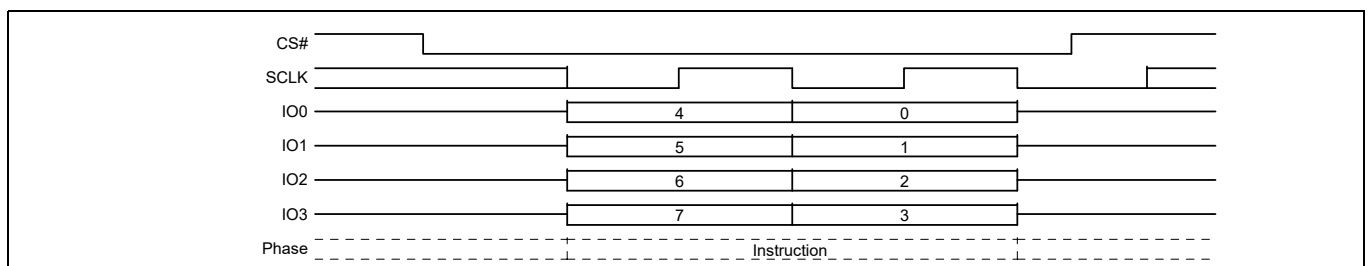 CS#
SCLK
IO0 4 0
IO1 5 1
IO2 6 2
IO3 7 3
Phase Instruction